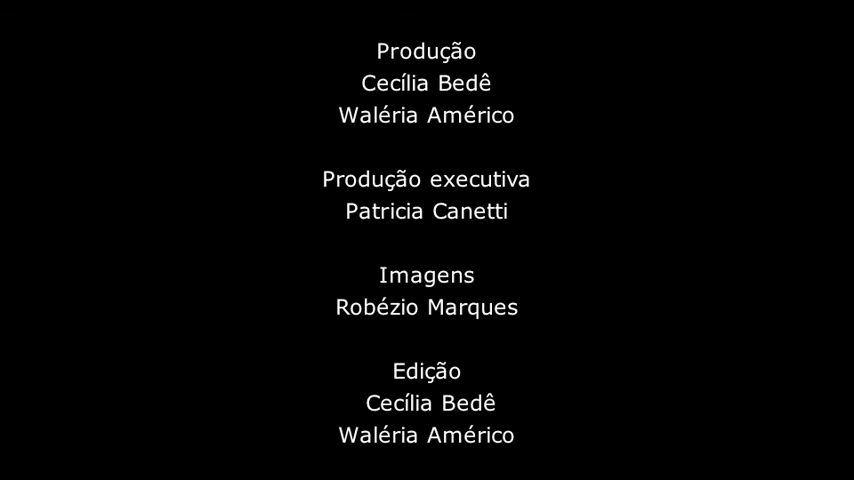 Produção
Cecília Bedê
Waléria Américo
Produção executiva
Patricia Canetti
Imagens
Robézio Marques
Edição
Cecília Bedê
Waléria Américo